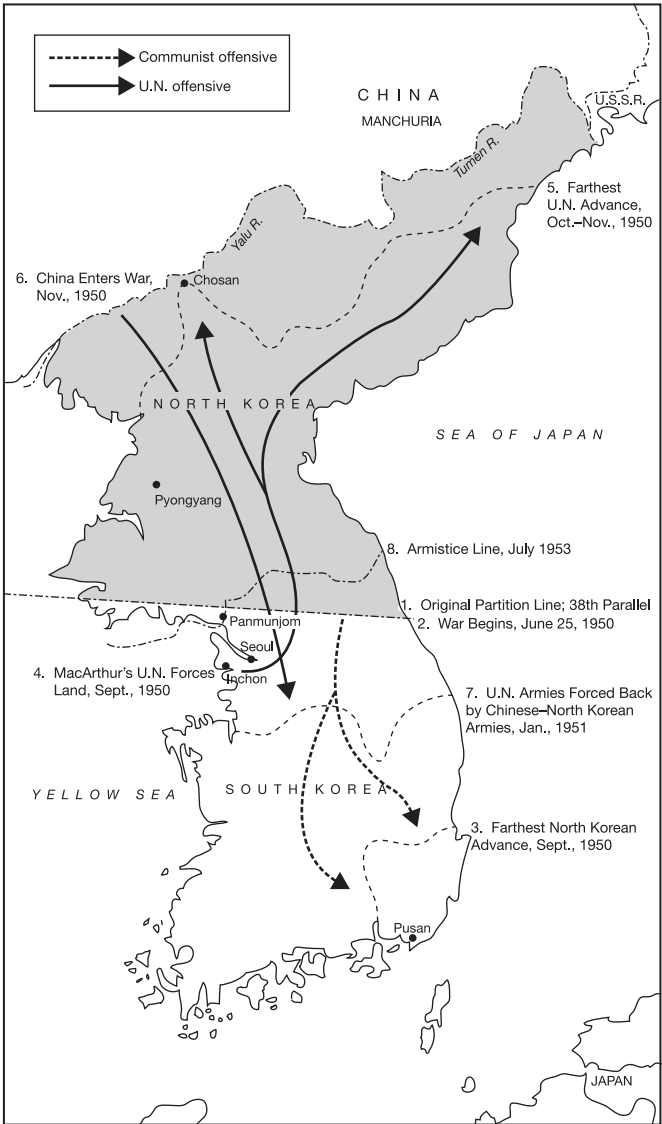 Communist offensive
U.N. offensive
CHINA
MANCHURIA
U.S.S.R.
Tumen R.
5. Farthest
U.N. Advance,
Oct.–Nov., 1950
Yalu R.
6. China Enters War,
Nov., 1950
Chosan
NORTH KOREA
SEA OF JAPAN
Pyongyang
8. Armistice Line, July 1953
1. Original Partition Line; 38th Parallel
2. War Begins, June 25, 1950
Panmunjom
Seoul
4. MacArthur's U.N. Forces
Land, Sept., 1950
Inchon
7. U.N. Armies Forced Back
by Chinese–North Korean
Armies, Jan., 1951
YELLOW SEA
SOUTH KOREA
3. Farthest North Korean
Advance, Sept., 1950
Pusan
JAPAN